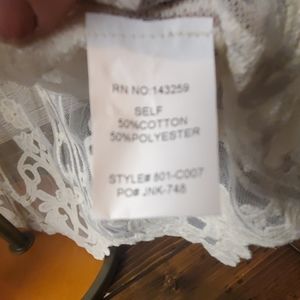 RN NO:143259
SELF
50%COTTON
50%POLYESTER
STYLE# 801-C007
PO# JNK-748